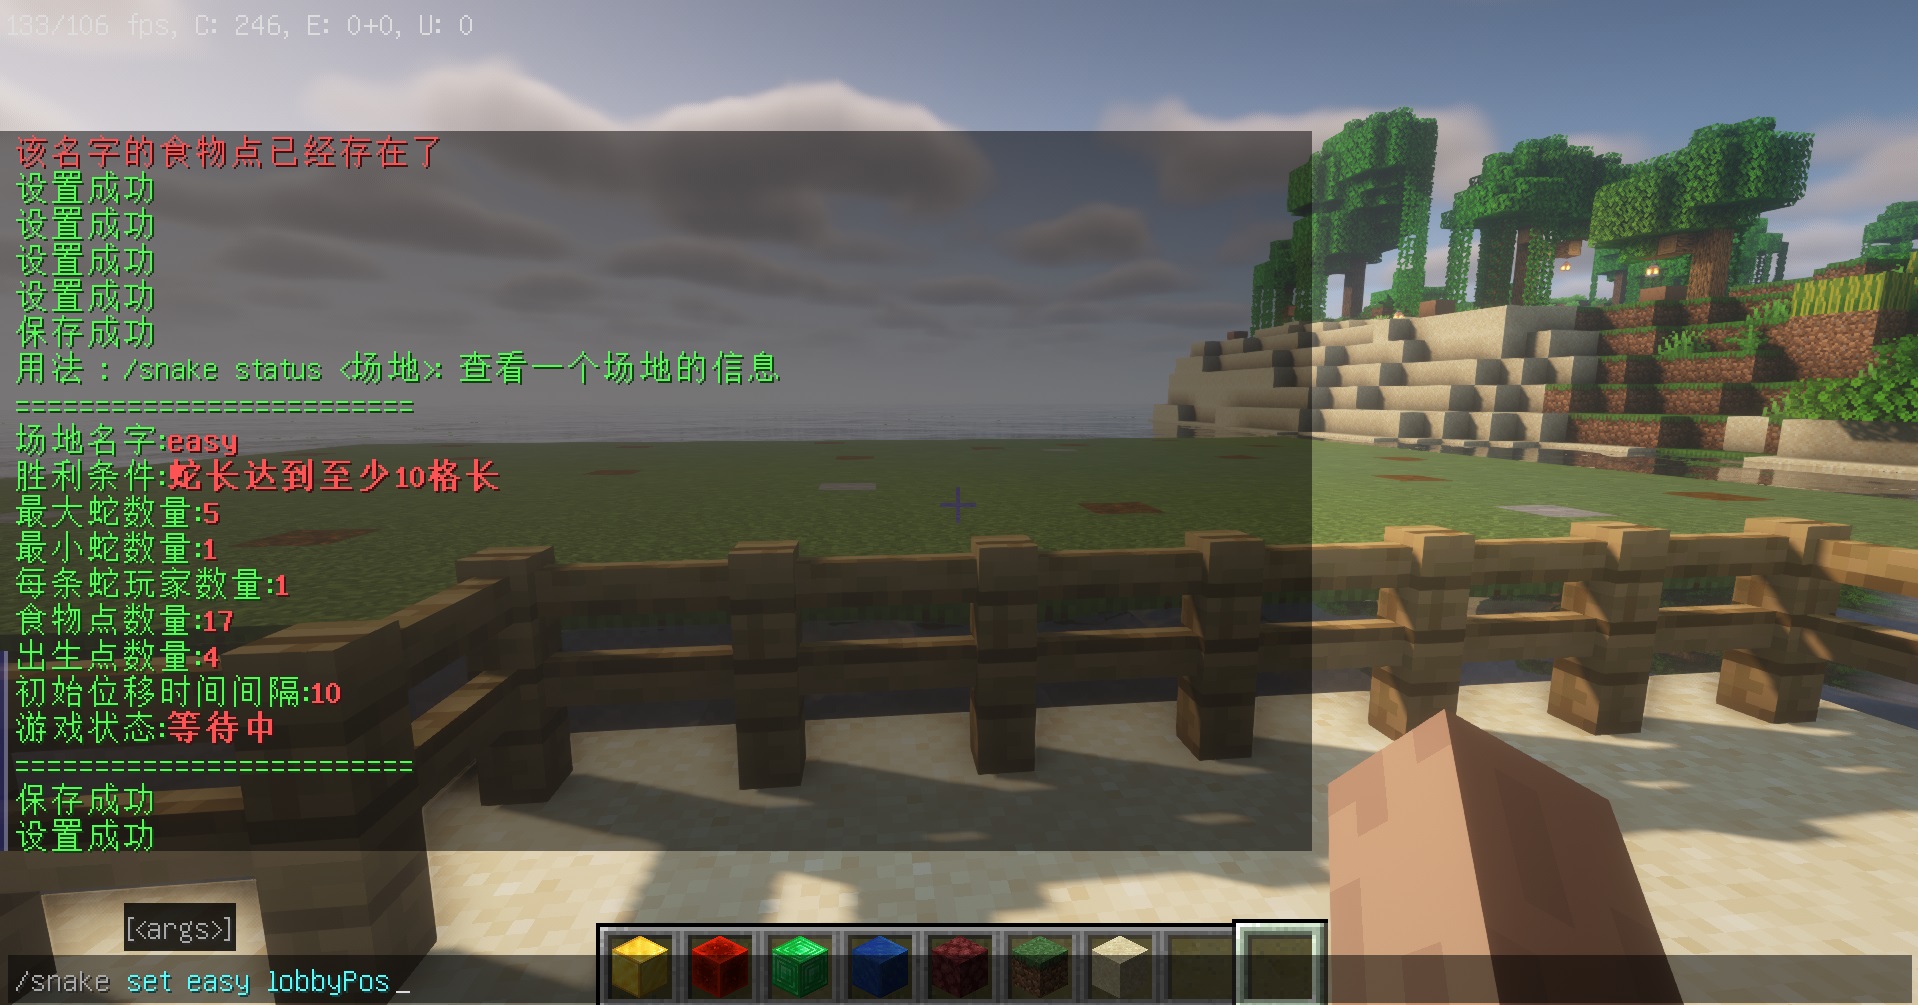 133/106 fps, C: 246, E: 0+0, U: 0
该名字的食物点已经存在了
设置成功
设置成功
设置成功
设置成功
保存成功
用法：/snake status <场地>: 查看一个场地的信息
=========================
场地名字:easy
胜利条件:蛇长达到至少10格长
最大蛇数量:5
最小蛇数量:1
每条蛇玩家数量:1
食物点数量:17
出生点数量:4
初始位移时间间隔:10
游戏状态:等待中
=========================
保存成功
设置成功
[<args>]
/snake set easy lobbyPos_